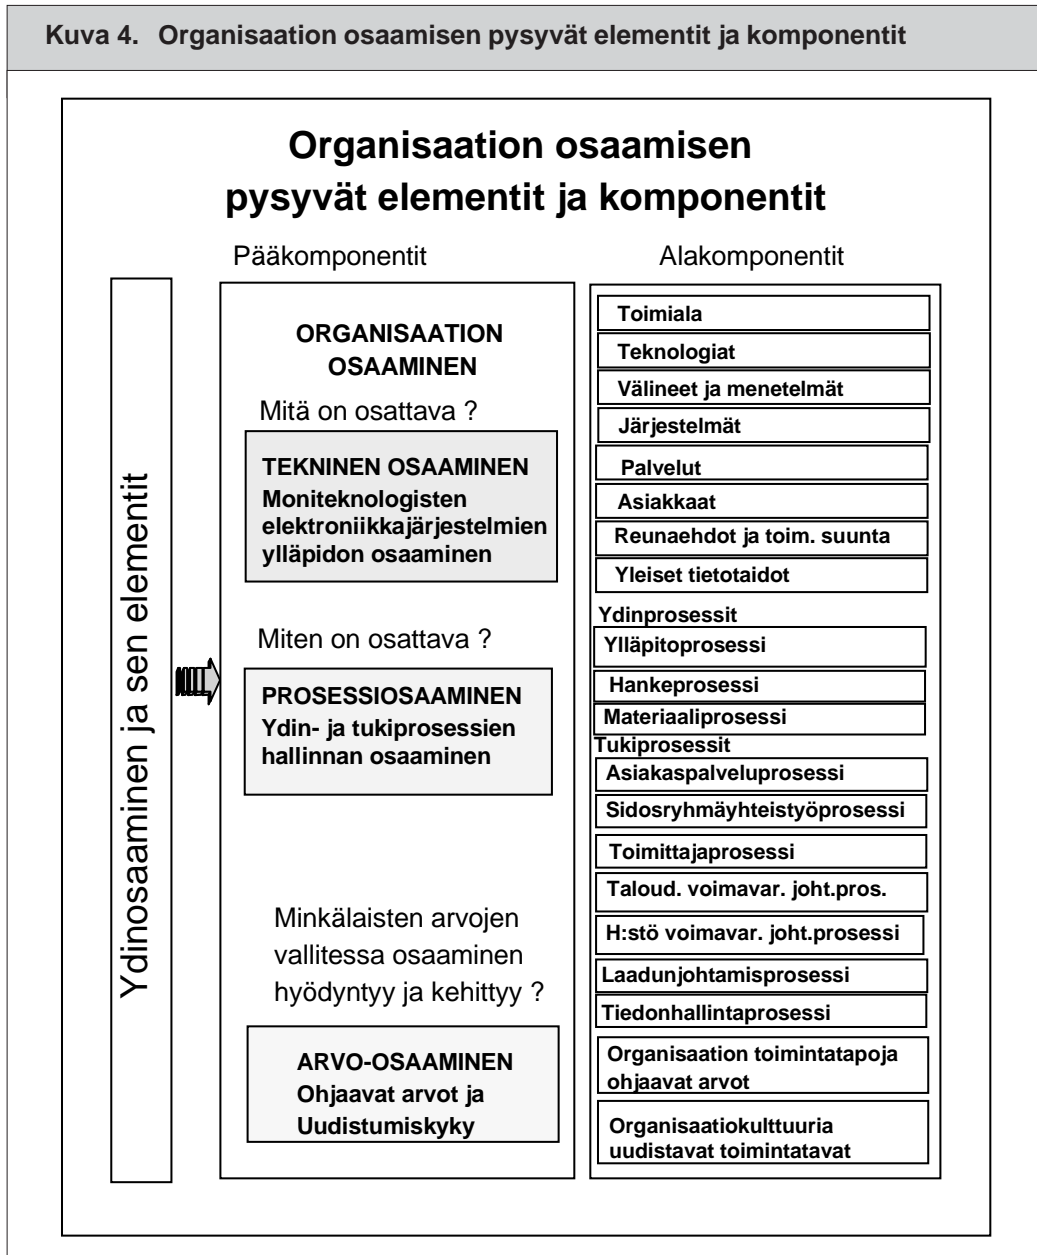 Kuva 4. Organisaation osaamisen pysyvät elementit ja komponentit
Organisaation osaamisen
pysyvät elementit ja komponentit
Pääkomponentit
Alakomponentit
Ydinosaaminen ja sen elementit
ORGANISAATION
OSAAMINEN
Mitä on osattava ?
TEKNINEN OSAAMINEN
Moniteknologisten
elektroniikkajärjestelmien
ylläpidon osaaminen
Miten on osattava ?
PROSESSIOSAAMINEN
Ydin- ja tukiprosessien
hallinnan osaaminen
Minkälaisten arvojen
vallitessa osaaminen
hyödyntyy ja kehittyy ?
ARVO-OSAAMINEN
Ohjaavat arvot ja
Uudistumiskyky
Toimiala
Teknologiat
Välineet ja menetelmät
Järjestelmät
Palvelut
Asiakkaat
Reunaehdot ja toim. suunta
Yleiset tietotaidot
Ydinprosessit
Ylläpitoprosessi
Hankeprosessi
Materiaaliprosessi
Tukiprosessit
Asiakaspalveluprosessi
Sidosryhmäyhteistyöprosessi
Toimittajaprosessi
Taloud. voimavar. joht.pros.
H:stö voimavar. joht.prosessi
Laadunjohtamisprosessi
Tiedonhallintaprosessi
Organisaation toimintatapoja
ohjaavat arvot
Organisaatiokulttuuria
uudistavat toimintatavat